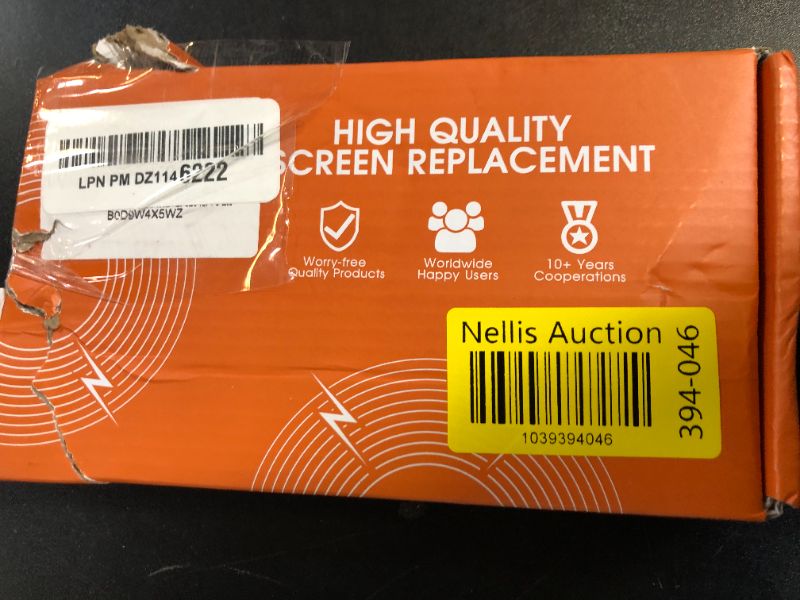 LPN PM DZ1146222
B0D9W4X5WZ
HIGH QUALITY
SCREEN REPLACEMENT
Worry-free
Quality Products
Worldwide
Happy Users
10+ Years
Cooperations
Nellis Auction
1039394046
394-046